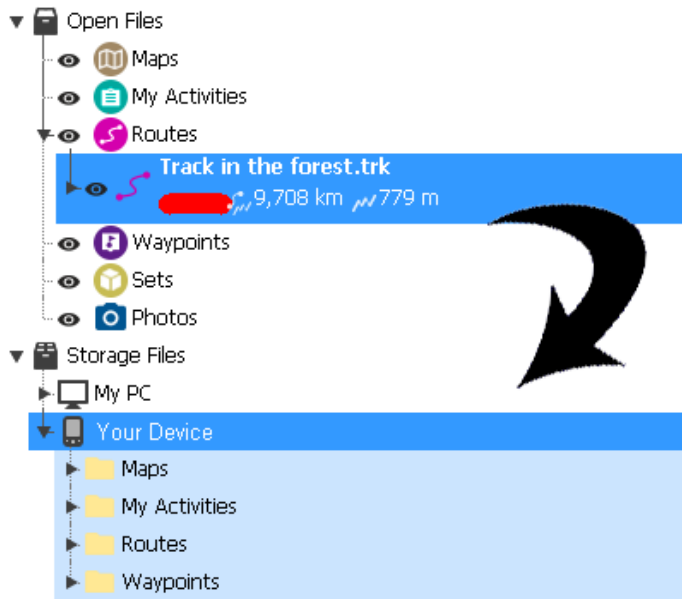 Open Files
Maps
My Activities
Routes
Track in the forest.trk
9,708 km 779 m
Waypoints
Sets
Photos
Storage Files
My PC
Your Device
Maps
My Activities
Routes
Waypoints